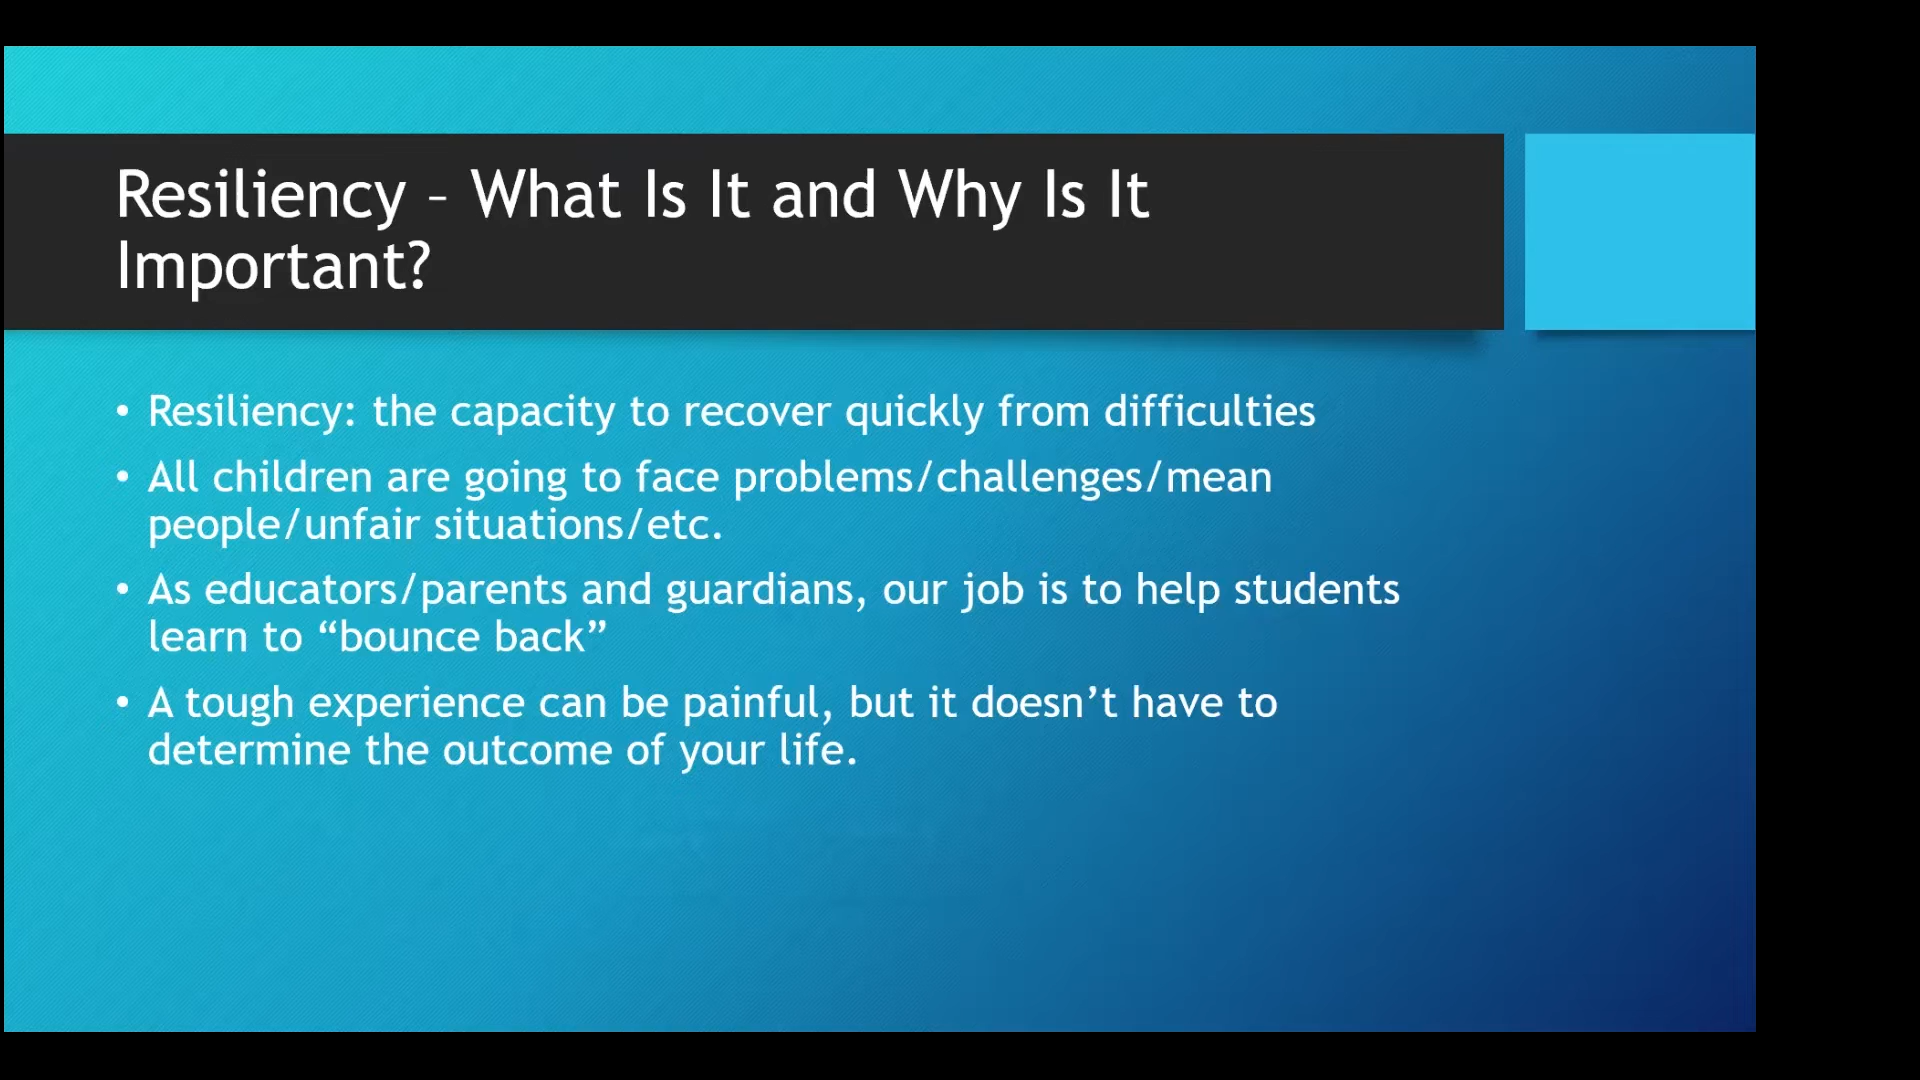 Resiliency – What Is It and Why Is It
Important?
• Resiliency: the capacity to recover quickly from difficulties
• All children are going to face problems/challenges/mean
people/unfair situations/etc.
• As educators/parents and guardians, our job is to help students
learn to “bounce back”
• A tough experience can be painful, but it doesn’t have to
determine the outcome of your life.